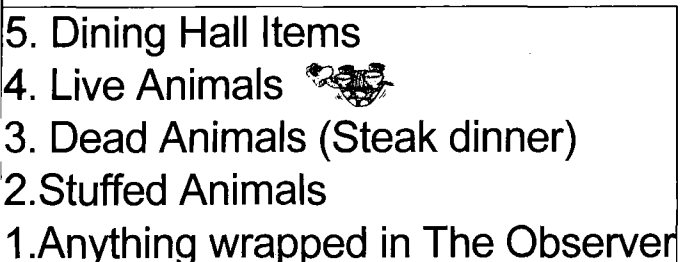 5. Dining Hall Items
4. Live Animals
3. Dead Animals (Steak dinner)
2.Stuffed Animals
1.Anything wrapped in The Observer